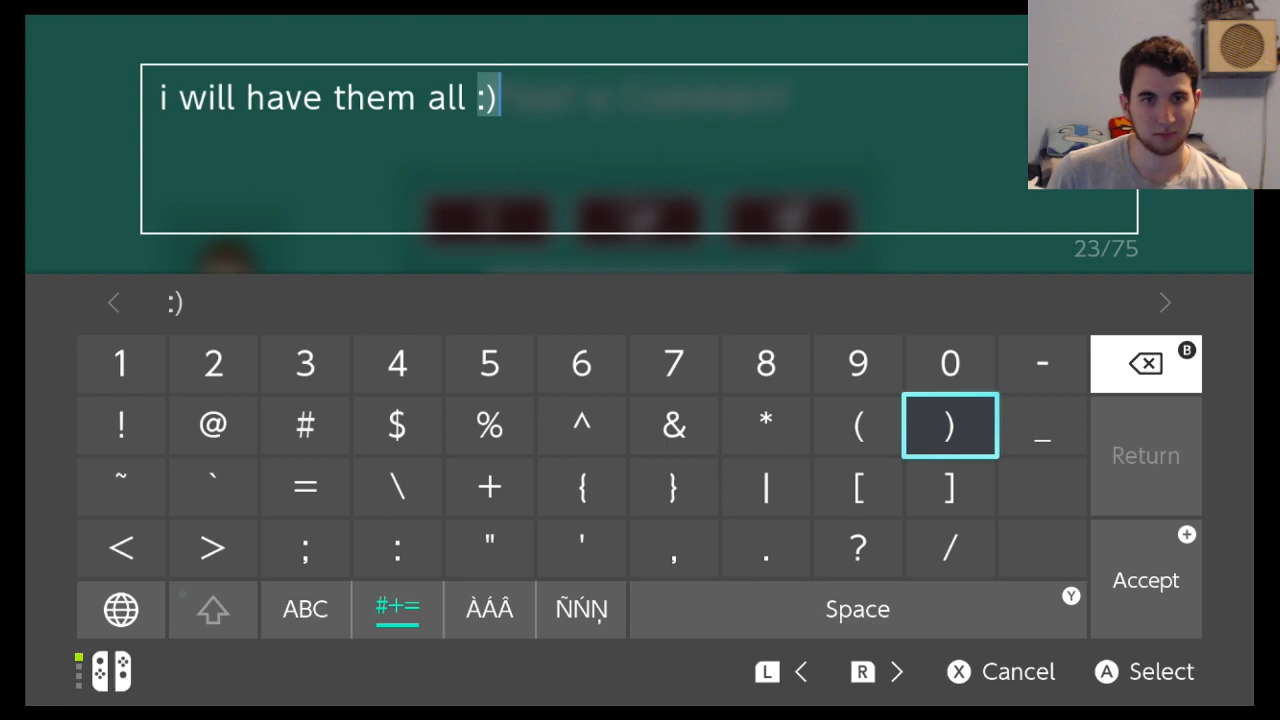 i will have them all :)
23/75
< :) >
1 2 3 4 5 6 7 8 9 0 - B
! @ # $ % ^ & * ( ) _ Return
~ ` = \ + { } | [ ]
< > ; : " ' , . ? / + Accept
ABC #+= ÀÁÂ ÑŃŅ Space Y
L < R > X Cancel A Select